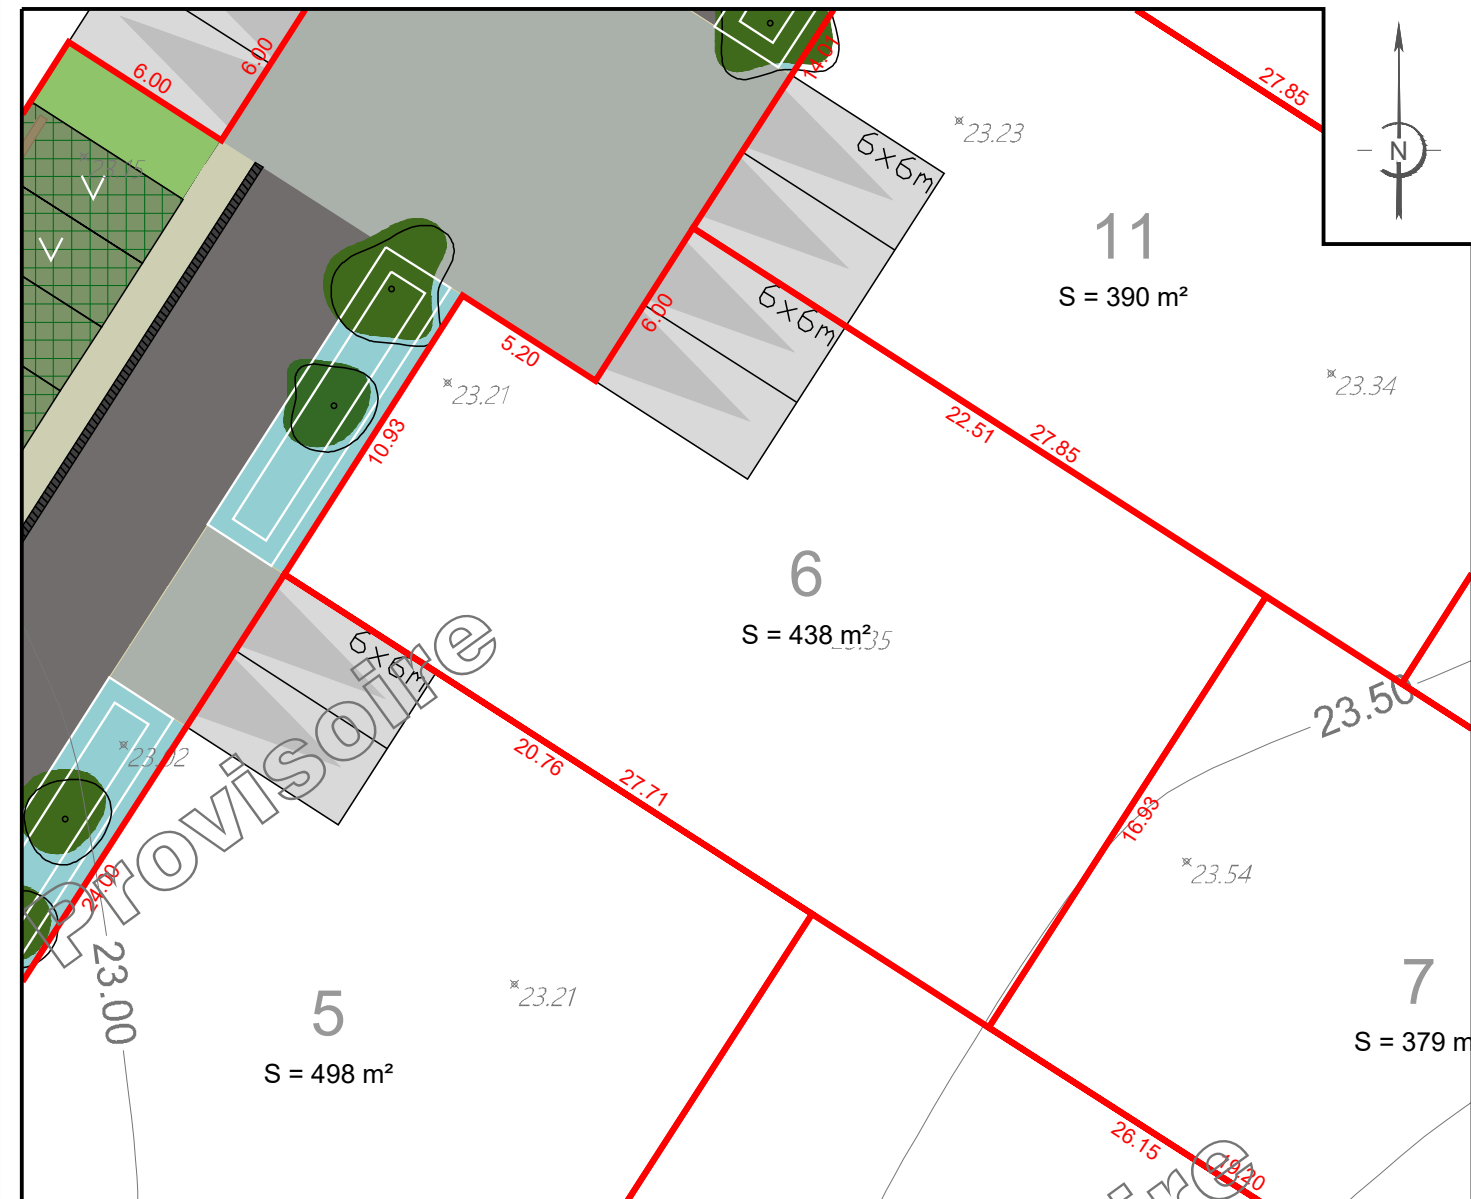 6.00
6.00
14.01
27.85
N
6x6m
23.23
11
S = 390 m²
6x6m
6.00
5.20
23.21
23.34
22.51
27.85
10.93
6
S = 438 m²
6x6m
Provisoire
23.50
20.76
27.71
16.93
23.54
24.00
23.00
5
S = 498 m²
23.21
7
S = 379 m
26.15
19.20